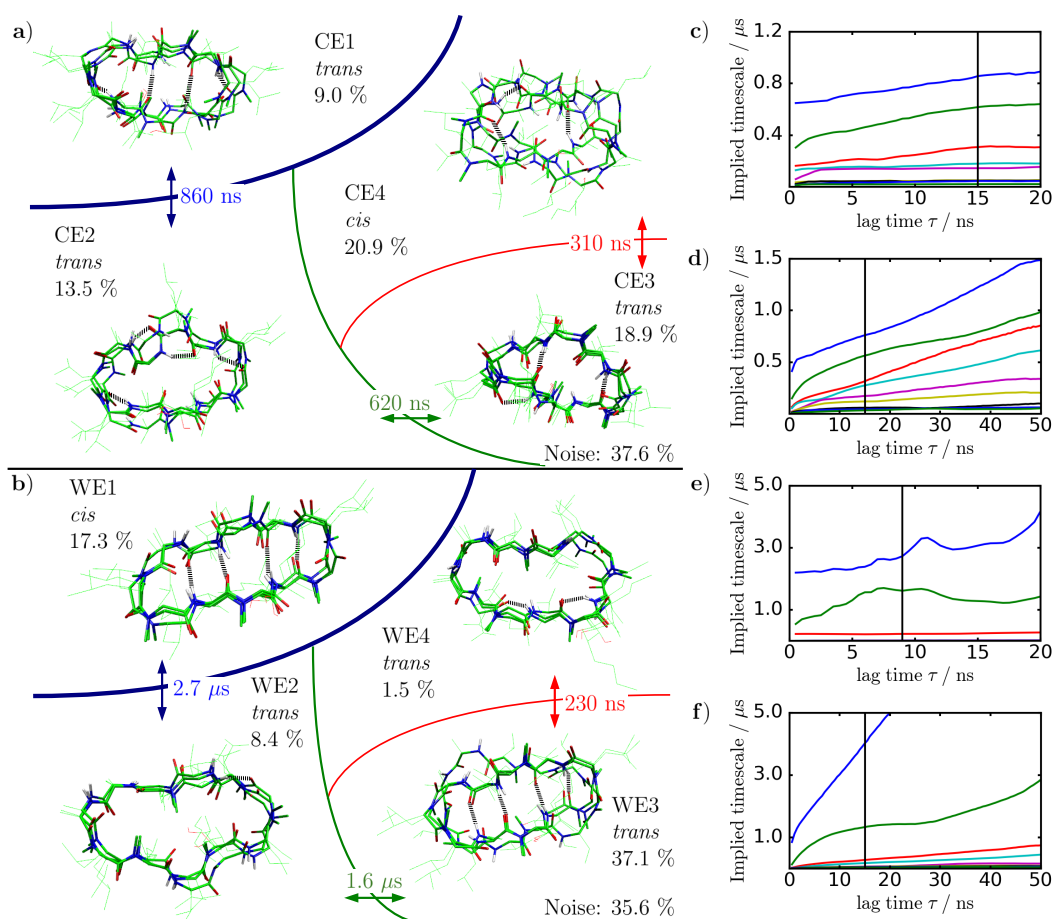 a)
CE1
trans
9.0 %
860 ns
CE4
cis
20.9 %
CE2
trans
13.5 %
310 ns
CE3
trans
18.9 %
620 ns
Noise: 37.6 %
b)
WE1
cis
17.3 %
2.7 μs
WE4
trans
1.5 %
WE2
trans
8.4 %
230 ns
WE3
trans
37.1 %
1.6 μs
Noise: 35.6 %
c)
Implied timescale / μs
1.2
0.8
0.4
0 5 10 15 20
lag time τ / ns
d)
Implied timescale / μs
1.5
1.0
0.5
0 10 20 30 40 50
lag time τ / ns
e)
Implied timescale / μs
5.0
3.0
1.0
0 5 10 15 20
lag time τ / ns
f)
Implied timescale / μs
5.0
3.0
1.0
0 10 20 30 40 50
lag time τ / ns